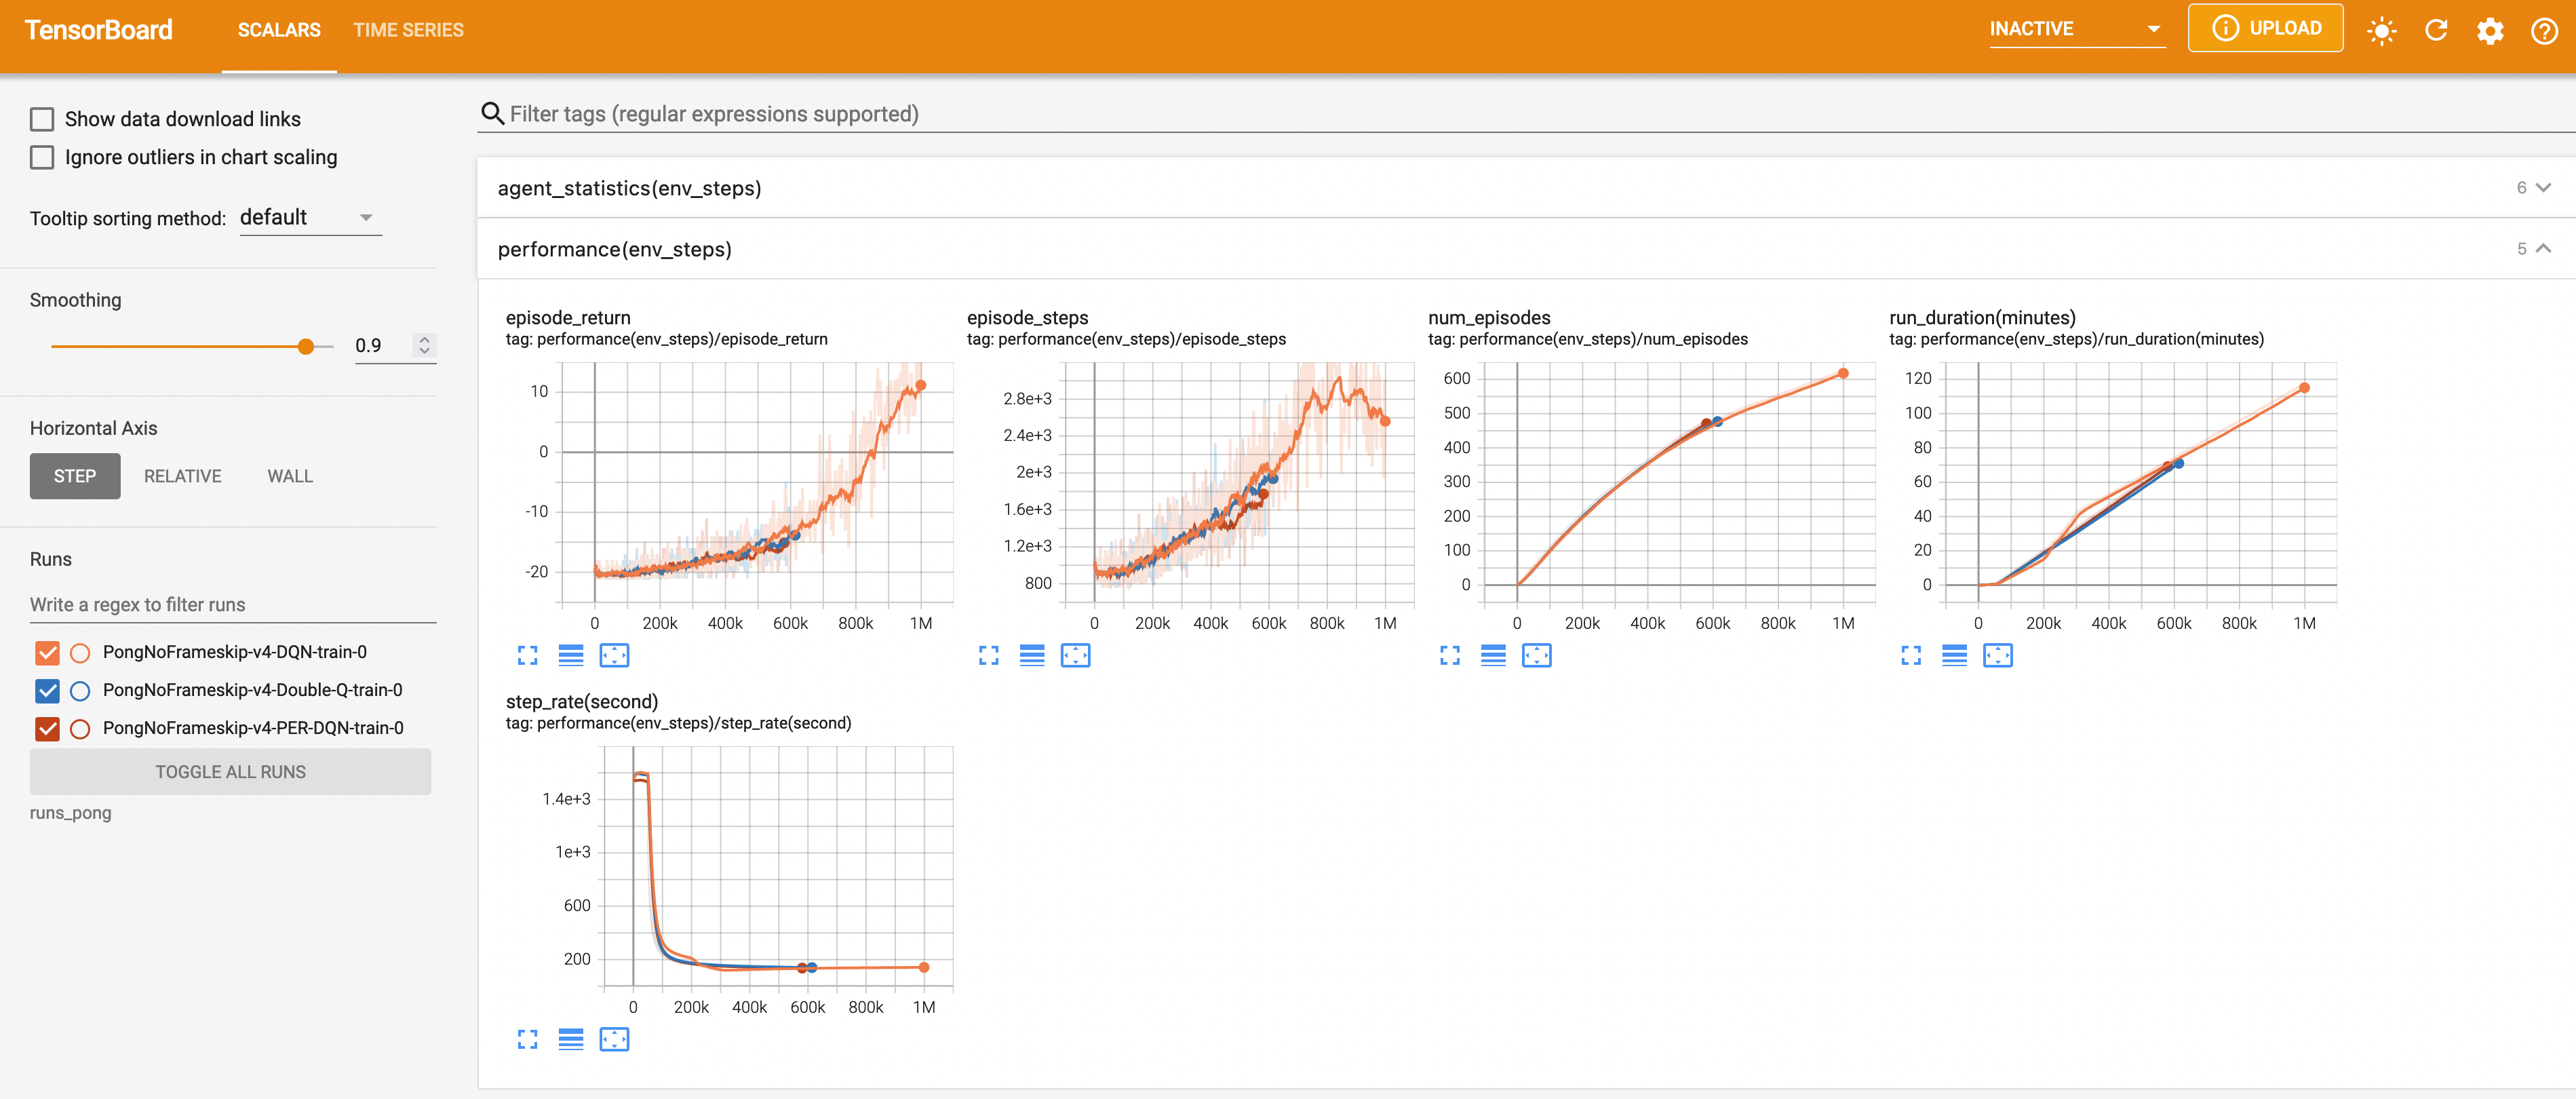 TensorBoard
SCALARS
TIME SERIES
INACTIVE
UPLOAD
Show data download links
Ignore outliers in chart scaling
Tooltip sorting method: default
Smoothing
0.9
Horizontal Axis
STEP
RELATIVE
WALL
Runs
Write a regex to filter runs
PongNoFrameskip-v4-DQN-train-0
PongNoFrameskip-v4-Double-Q-train-0
PongNoFrameskip-v4-PER-DQN-train-0
TOGGLE ALL RUNS
runs_pong
Filter tags (regular expressions supported)
agent_statistics(env_steps)
6
performance(env_steps)
5
episode_return
tag: performance(env_steps)/episode_return
10
0
-10
-20
0 200k 400k 600k 800k 1M
episode_steps
tag: performance(env_steps)/episode_steps
2.8e+3
2.4e+3
2e+3
1.6e+3
1.2e+3
800
0 200k 400k 600k 800k 1M
num_episodes
tag: performance(env_steps)/num_episodes
600
500
400
300
200
100
0
0 200k 400k 600k 800k 1M
run_duration(minutes)
tag: performance(env_steps)/run_duration(minutes)
120
100
80
60
40
20
0
0 200k 400k 600k 800k 1M
step_rate(second)
tag: performance(env_steps)/step_rate(second)
1.4e+3
1e+3
600
200
0 200k 400k 600k 800k 1M